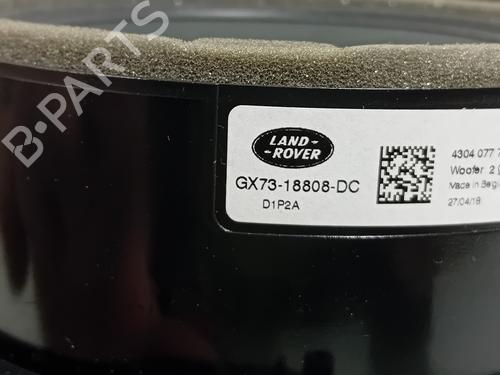 B-PARTS
LAND-
-ROVER
GX73-18808-DC
D1P2A
4304 077
Woofer 2
Made in Belgi
27/04/18